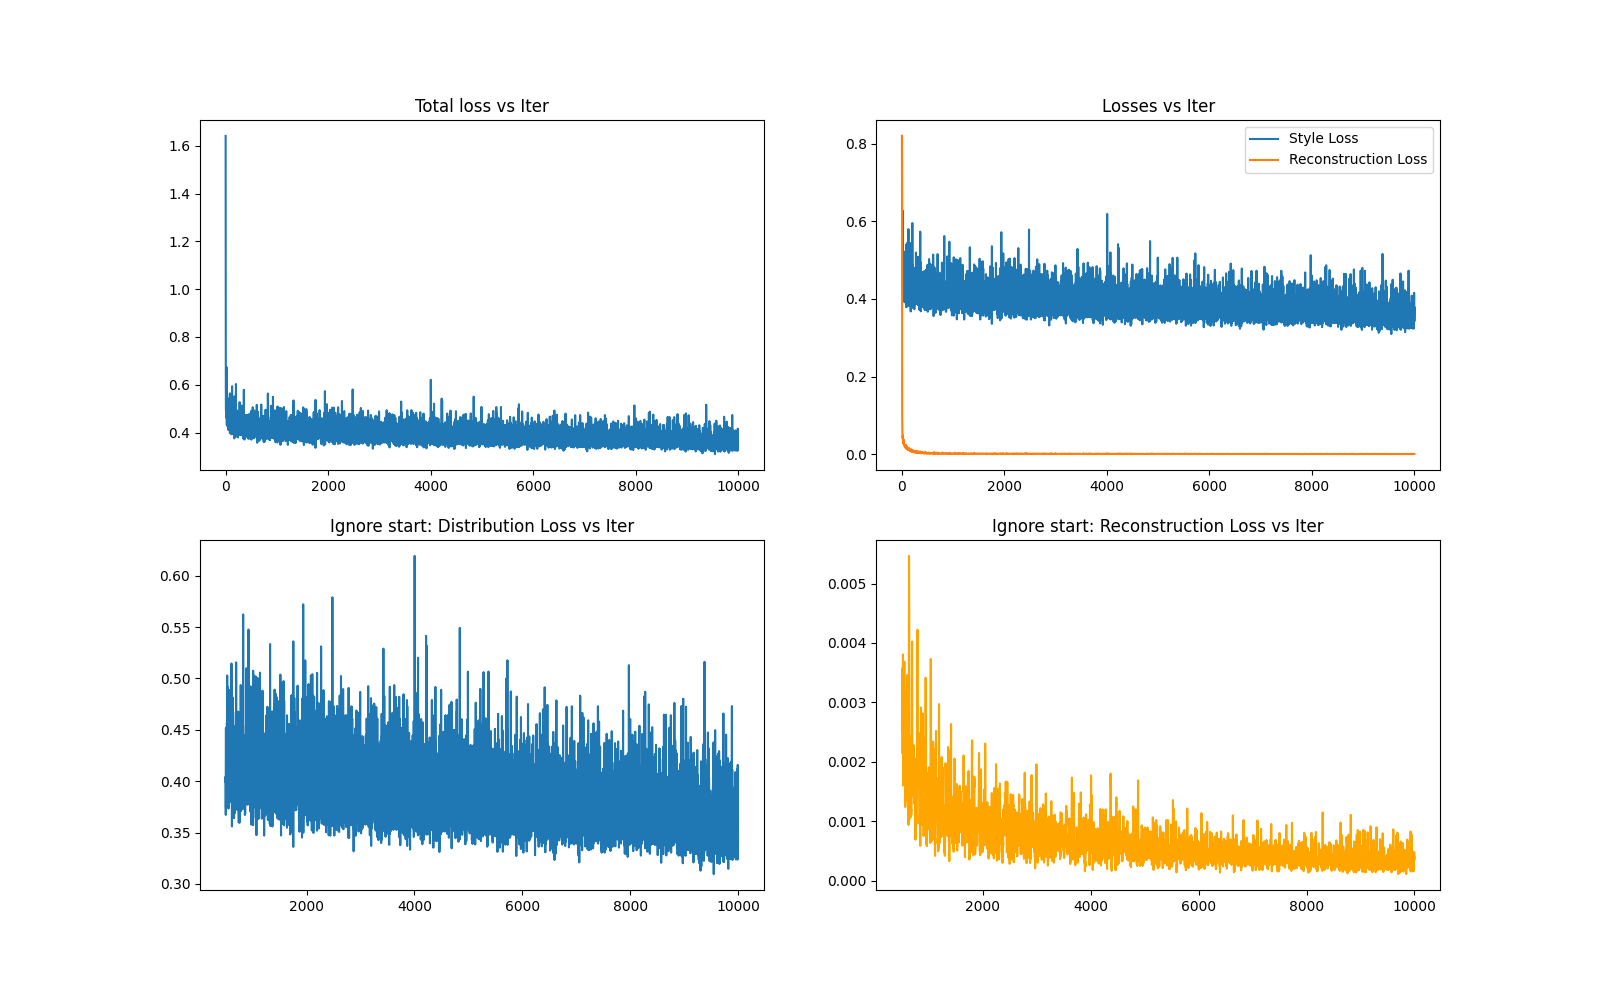 Total loss vs Iter
1.6
1.4
1.2
1.0
0.8
0.6
0.4
0 2000 4000 6000 8000 10000
Losses vs Iter
Style Loss
Reconstruction Loss
0.8
0.6
0.4
0.2
0.0
0 2000 4000 6000 8000 10000
Ignore start: Distribution Loss vs Iter
0.60
0.55
0.50
0.45
0.40
0.35
0.30
2000 4000 6000 8000 10000
Ignore start: Reconstruction Loss vs Iter
0.005
0.004
0.003
0.002
0.001
0.000
2000 4000 6000 8000 10000